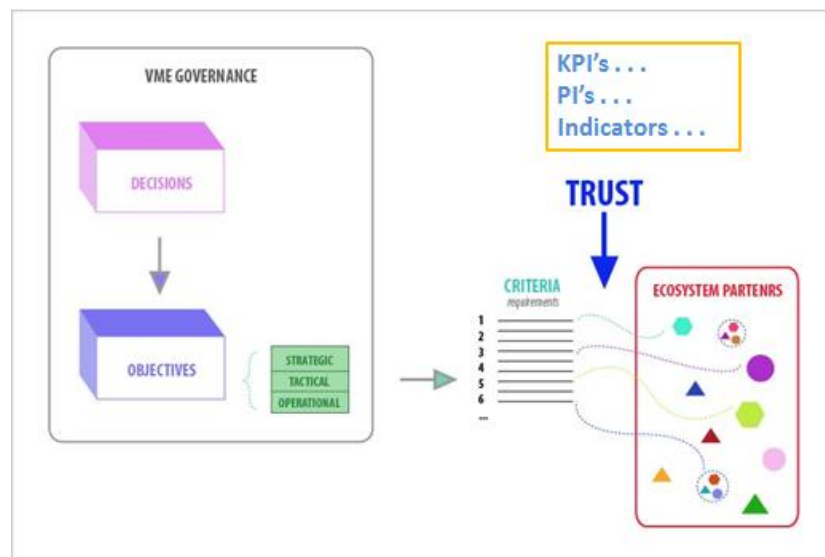 VME GOVERNANCE
DECISIONS
OBJECTIVES
STRATEGIC
TACTICAL
OPERATIONAL
KPI's . . .
PI's . . .
Indicators . . .
TRUST
CRITERIA
requirements
1
2
3
4
5
6
...
ECOSYSTEM PARTENRS